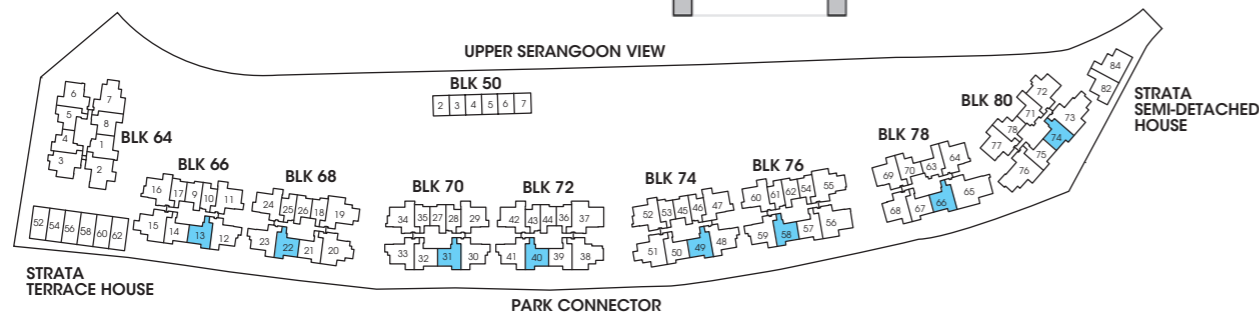 UPPER SERANGOON VIEW
BLK 50
2 3 4 5 6 7
BLK 64
6 7
5 8
4 1
3 2
BLK 66
16 17 9 10 11
15 14 13 12
BLK 68
24 25 26 18 19
23 22 21 20
BLK 70
34 35 27 28 29
33 32 31 30
BLK 72
42 43 44 36 37
41 40 39 38
BLK 74
52 53 45 46 47
51 50 49 48
BLK 76
60 61 62 54 55
59 58 57 56
BLK 78
69 70 63 64
68 67 66 65
BLK 80
72
71 73
78 74
77 75
76
84
82
STRATA
SEMI-DETACHED
HOUSE
52 54 56 58 60 62
STRATA
TERRACE HOUSE
PARK CONNECTOR